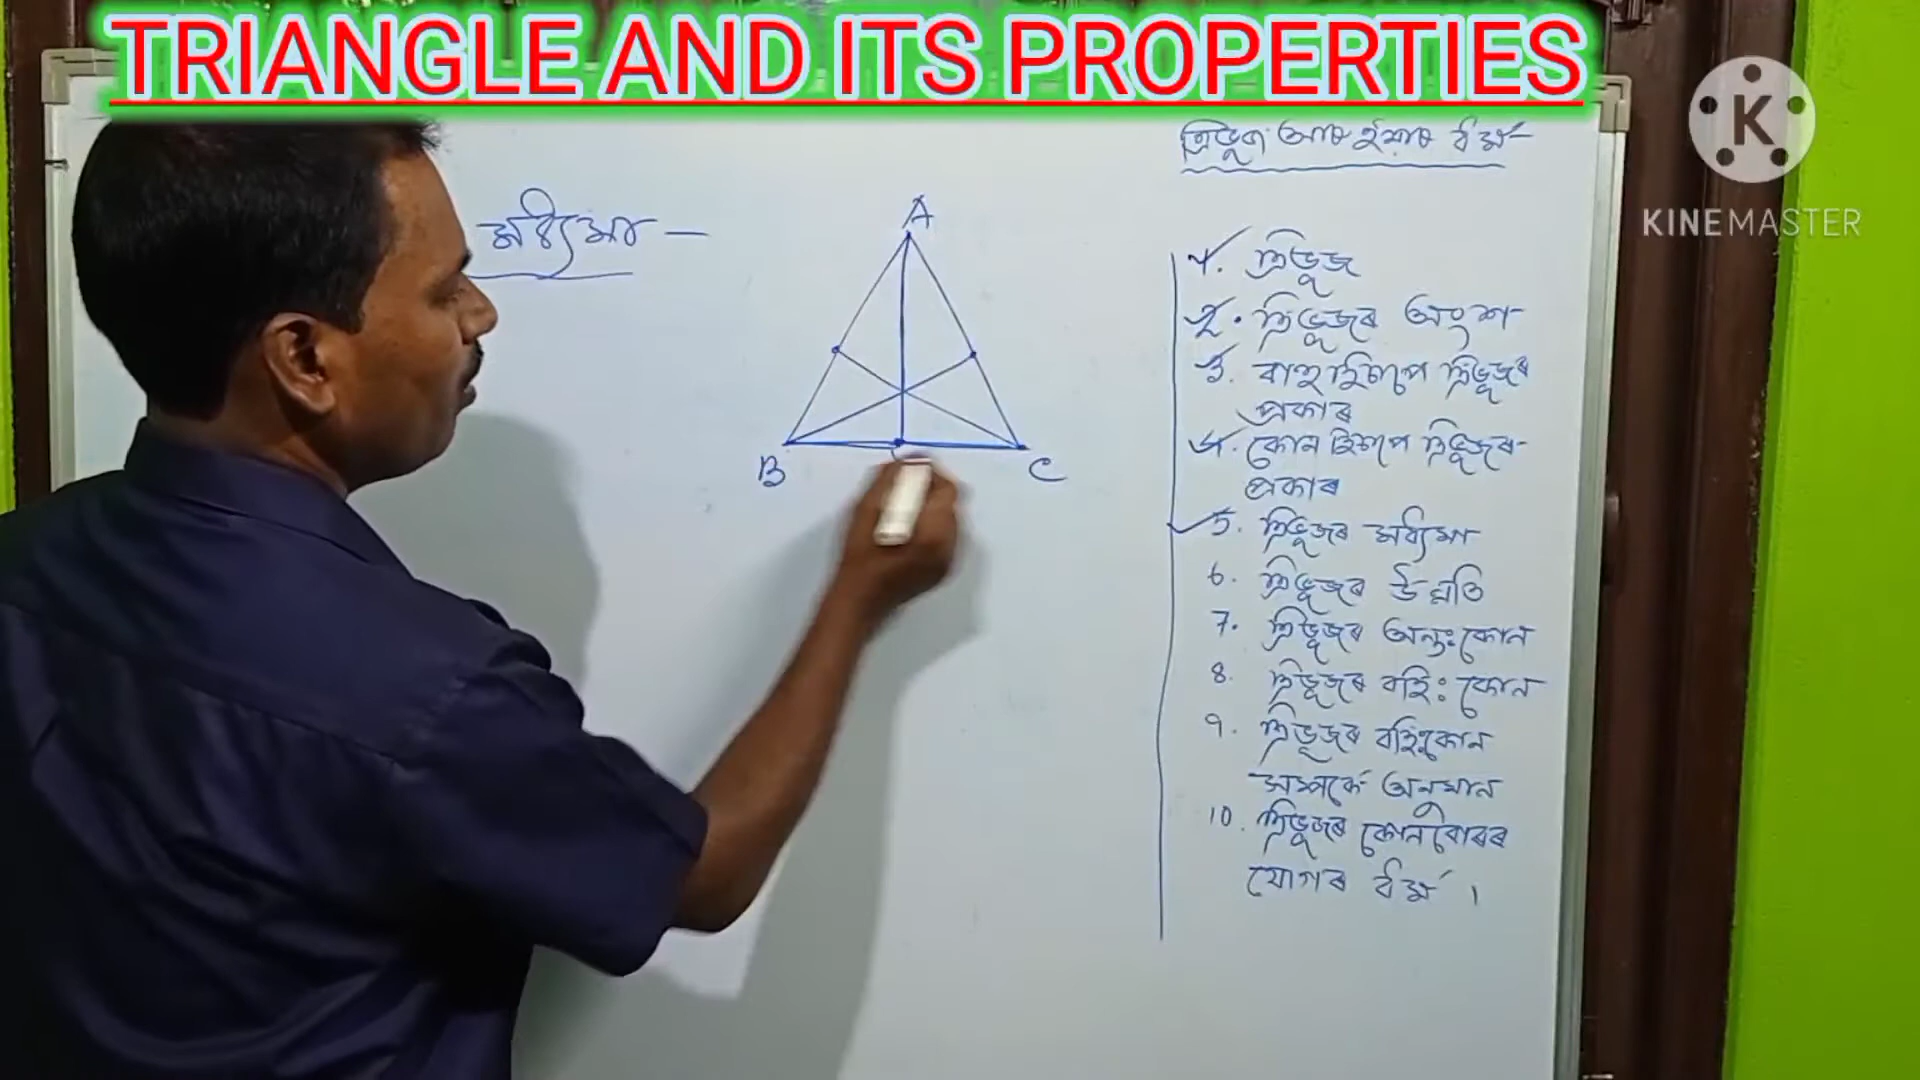 TRIANGLE AND ITS PROPERTIES
K
KINEMASTER
ত্ৰিভূজ আৰু ইয়াৰ ধৰ্ম
মধ্যমা –
A
B
C
1. ত্ৰিভূজ
2. ত্ৰিভূজৰ অংশ
3. বাহু হিচাপে ত্ৰিভূজৰ
প্ৰকাৰ
4. কোন হিচাপে ত্ৰিভূজৰ
প্ৰকাৰ
5. ত্ৰিভূজৰ মধ্যমা
6. ত্ৰিভূজৰ উন্নতি
7. ত্ৰিভূজৰ অন্তঃকোন
8. ত্ৰিভূজৰ বহিঃ কোন
9. ত্ৰিভূজৰ বহিঃকোন
সম্পৰ্কে অনুমান
10. ত্ৰিভূজৰ কোনবোৰৰ
যোগৰ ধৰ্ম ।